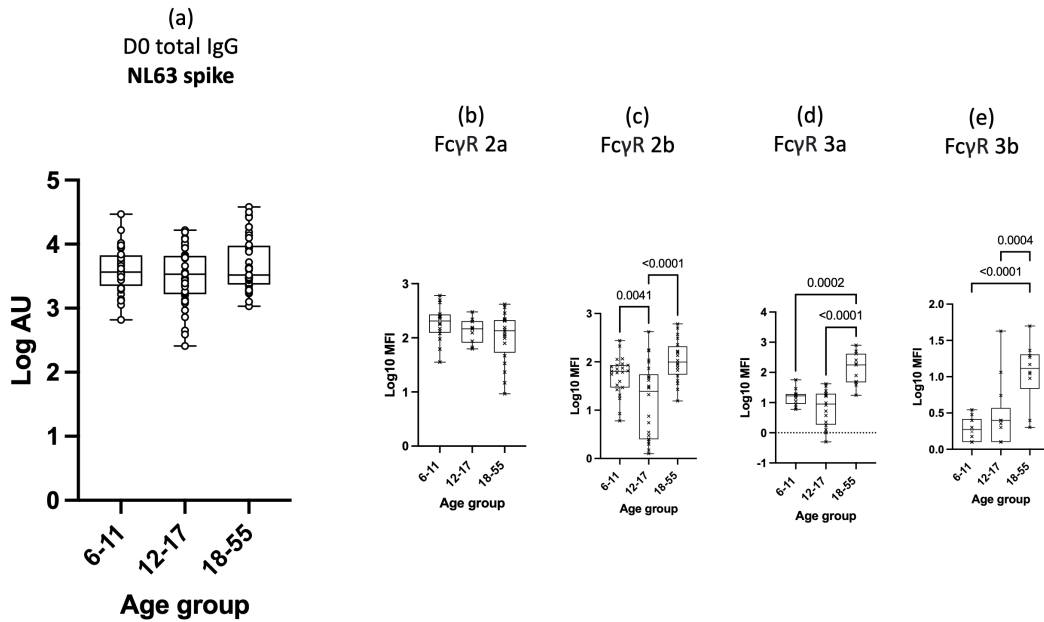 (a)
D0 total IgG
NL63 spike
5
4
3
2
1
0
Log AU
6-11
12-17
18-55
Age group
(b)
FcγR 2a
3
2
1
0
Log10 MFI
6-11
12-17
18-55
Age group
(c)
FcγR 2b
<0.0001
0.0041
3
2
1
0
Log10 MFI
6-11
12-17
18-55
Age group
(d)
FcγR 3a
0.0002
<0.0001
4
3
2
1
0
-1
Log10 MFI
6-11
12-17
18-55
Age group
(e)
FcγR 3b
0.0004
<0.0001
2.0
1.5
1.0
0.5
0.0
Log10 MFI
6-11
12-17
18-55
Age group